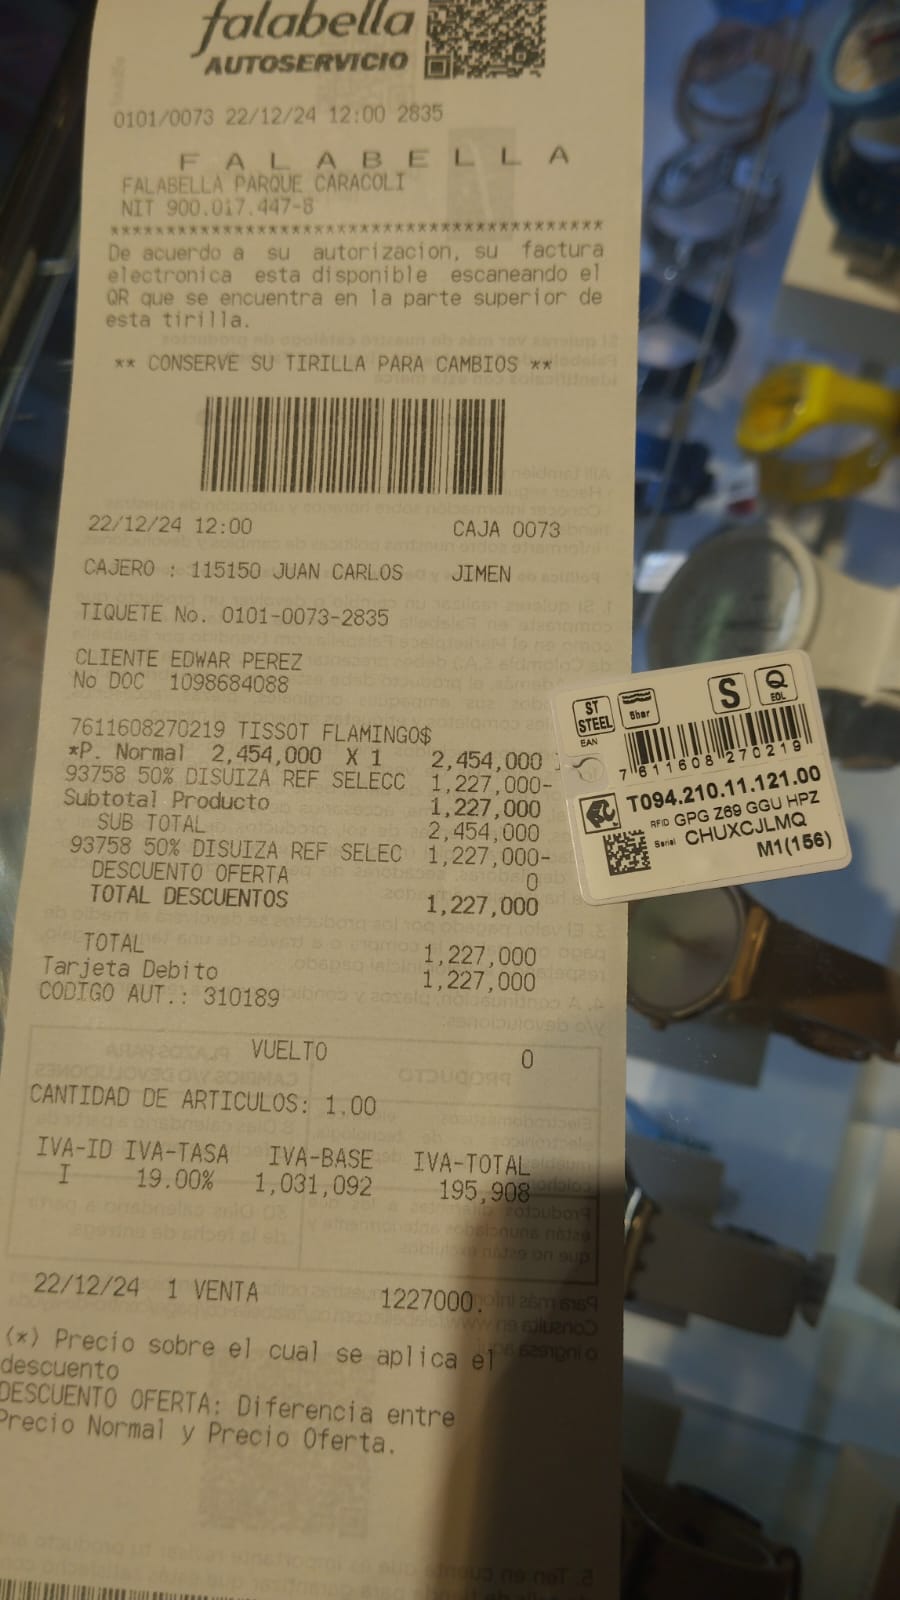 falabella
AUTOSERVICIO
0101/0073 22/12/24 12:00 2835
F A L A B E L L A
FALABELLA PARQUE CARACOLI
NIT 900.017.447-8
******************************************
De acuerdo a su autorizacion, su factura
electronica esta disponible escaneando el
QR que se encuentra en la parte superior de
esta tirilla.
** CONSERVE SU TIRILLA PARA CAMBIOS **
22/12/24 12:00 CAJA 0073
CAJERO : 115150 JUAN CARLOS JIMEN
TIQUETE No. 0101-0073-2835
CLIENTE EDWAR PEREZ
No DOC 1098684088
7611608270219 TISSOT FLAMINGO$
*P. Normal 2,454,000 X 1 2,454,000
93758 50% DISUIZA REF SELECC 1,227,000-
Subtotal Producto 1,227,000
SUB TOTAL 2,454,000
93758 50% DISUIZA REF SELEC 1,227,000-
DESCUENTO OFERTA 0
TOTAL DESCUENTOS 1,227,000
TOTAL 1,227,000
Tarjeta Debito 1,227,000
CODIGO AUT.: 310189
VUELTO 0
CANTIDAD DE ARTICULOS: 1.00
IVA-ID IVA-TASA IVA-BASE IVA-TOTAL
I 19.00% 1,031,092 195,908
22/12/24 1 VENTA 1227000.
(*) Precio sobre el cual se aplica el
descuento
DESCUENTO OFERTA: Diferencia entre
Precio Normal y Precio Oferta.
ST
STEEL
5bar
S
Q
EOL
EAN
7 611608 270219
T094.210.11.121.00
RFID GPG Z69 GGU HPZ
Serial CHUXCJLMQ
M1(156)